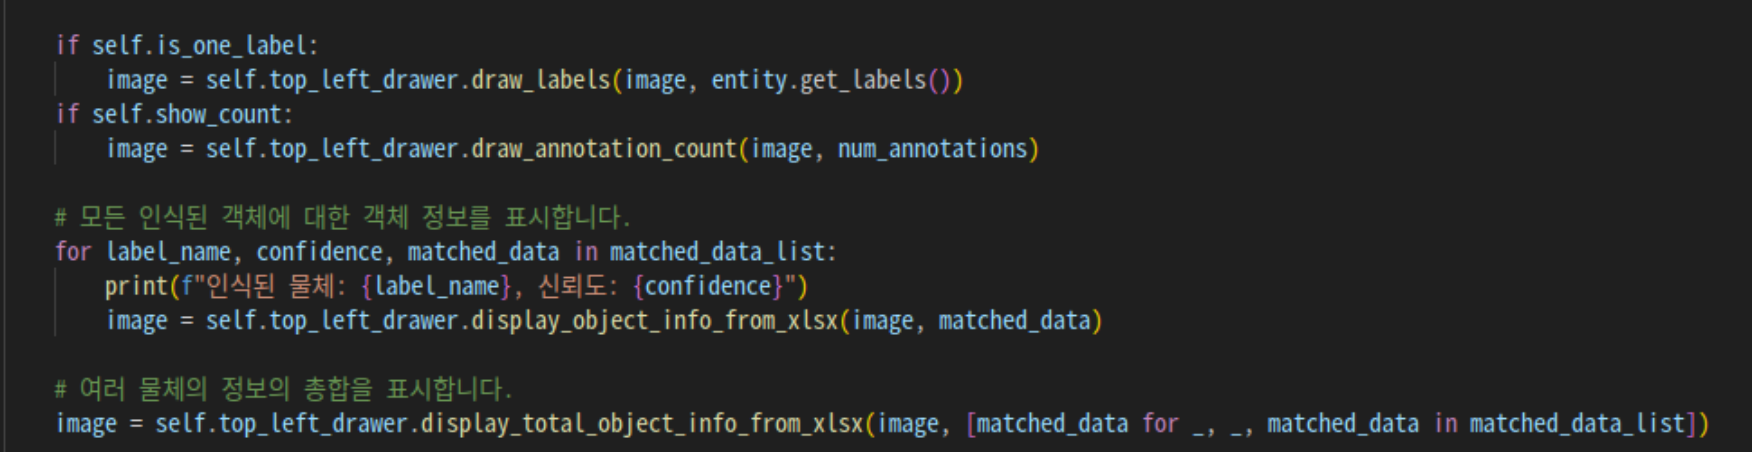 if self.is_one_label:
    image = self.top_left_drawer.draw_labels(image, entity.get_labels())
if self.show_count:
    image = self.top_left_drawer.draw_annotation_count(image, num_annotations)
# 모든 인식된 객체에 대한 객체 정보를 표시합니다.
for label_name, confidence, matched_data in matched_data_list:
    print(f"인식된 물체: {label_name}, 신뢰도: {confidence}")
    image = self.top_left_drawer.display_object_info_from_xlsx(image, matched_data)
# 여러 물체의 정보의 총합을 표시합니다.
image = self.top_left_drawer.display_total_object_info_from_xlsx(image, [matched_data for _, _, matched_data in matched_data_list])